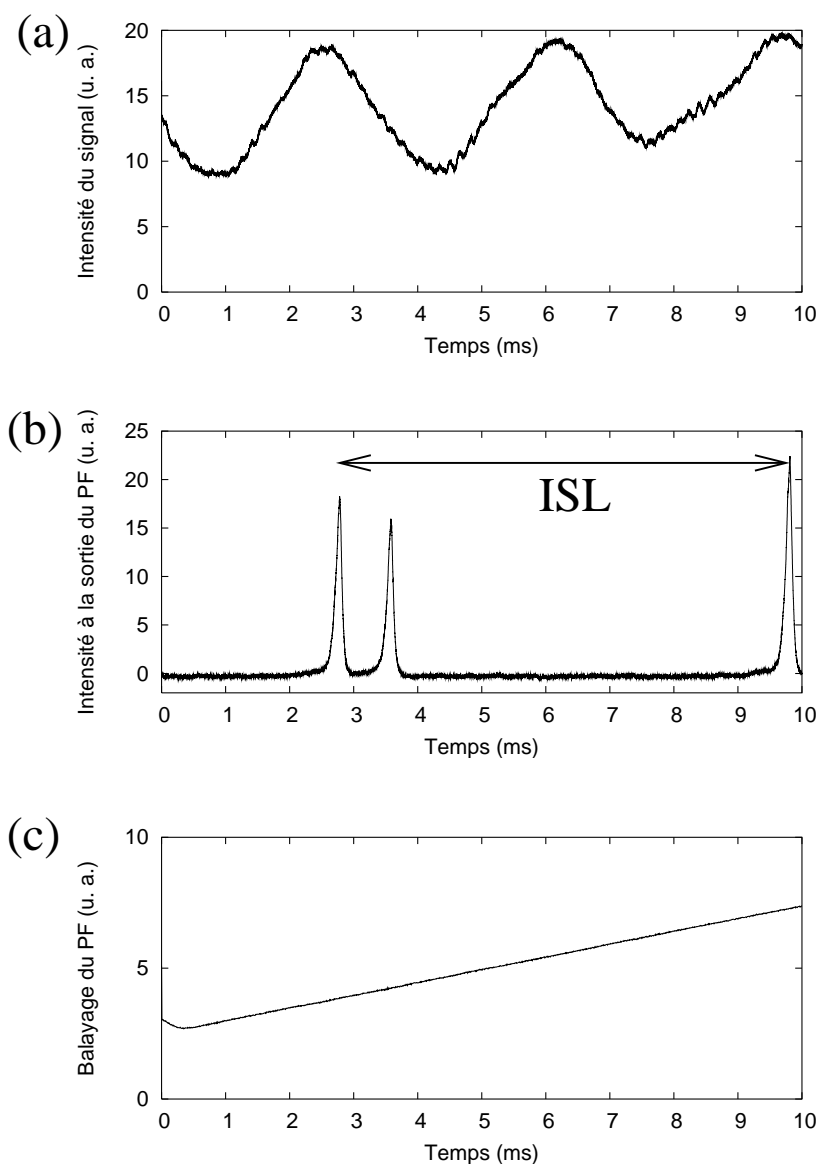 (a)
Intensité du signal (u. a.)
20
15
10
5
0
0 1 2 3 4 5 6 7 8 9 10
Temps (ms)
(b)
Intensité à la sortie du PF (u. a.)
25
20
15
10
5
0
ISL
0 1 2 3 4 5 6 7 8 9 10
Temps (ms)
(c)
Balayage du PF (u. a.)
10
5
0
0 1 2 3 4 5 6 7 8 9 10
Temps (ms)